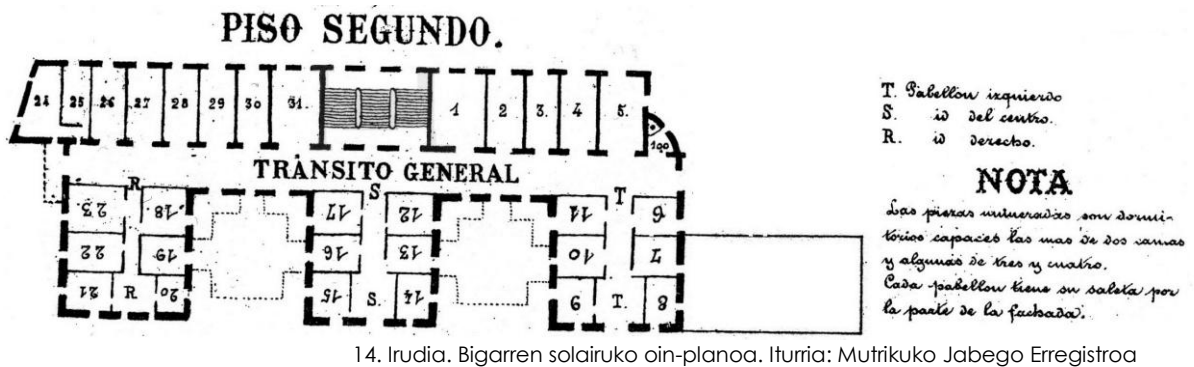 PISO SEGUNDO.
24 25 26 27 28 29 30 31. 1 2 3. 4 5.
100
TRÁNSITO GENERAL
R S T
23 18 17 12 11 6
22 19 16 13 10 7
21 R 20 15 S. 14 9 T. 8
T. Pabellon izquierdo
S. id del centro.
R. id derecho.
NOTA
Las piezas numeradas son dormi-
torios capaces las mas de dos camas
y algunas de tres y cuatro.
Cada pabellon tiene su saleta por
la parte de la fachada.
14. Irudia. Bigarren solairuko oin-planoa. Iturria: Mutrikuko Jabego Erregistroa